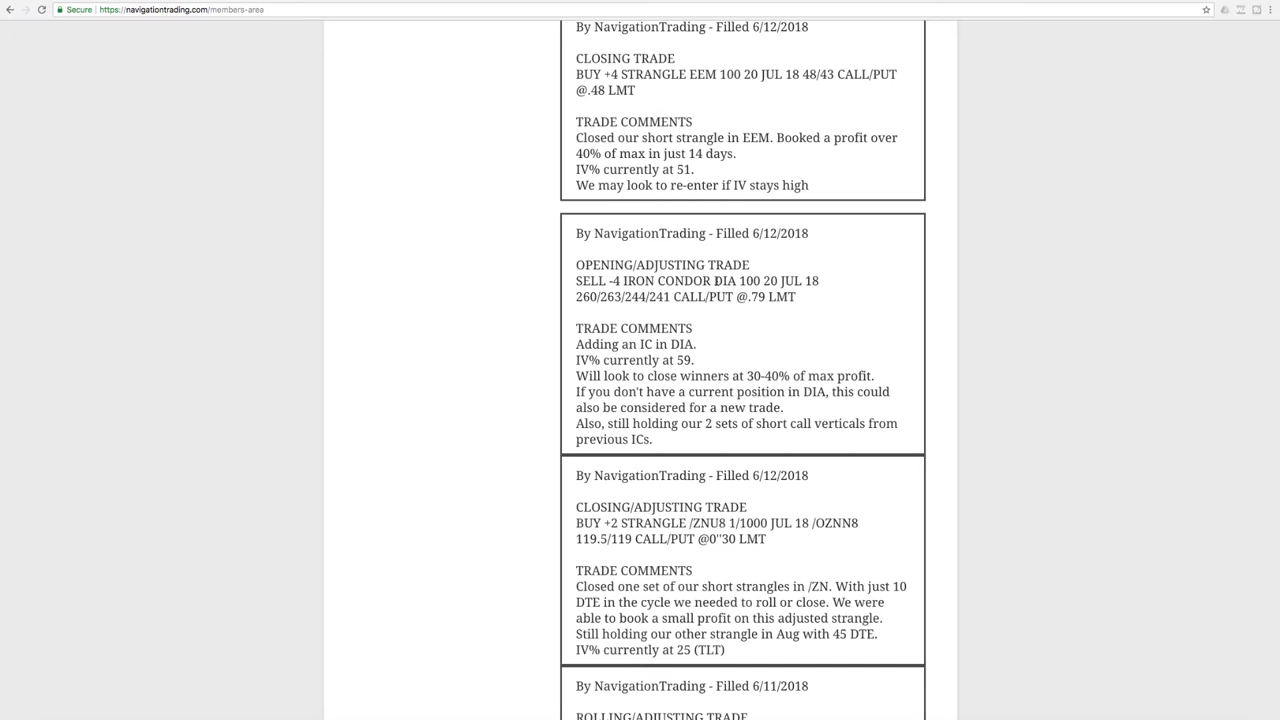 Secure
https://navigationtrading.com/members-area
By NavigationTrading - Filled 6/12/2018
CLOSING TRADE
BUY +4 STRANGLE EEM 100 20 JUL 18 48/43 CALL/PUT
@.48 LMT
TRADE COMMENTS
Closed our short strangle in EEM. Booked a profit over
40% of max in just 14 days.
IV% currently at 51.
We may look to re-enter if IV stays high
By NavigationTrading - Filled 6/12/2018
OPENING/ADJUSTING TRADE
SELL -4 IRON CONDOR DIA 100 20 JUL 18
260/263/244/241 CALL/PUT @.79 LMT
TRADE COMMENTS
Adding an IC in DIA.
IV% currently at 59.
Will look to close winners at 30-40% of max profit.
If you don't have a current position in DIA, this could
also be considered for a new trade.
Also, still holding our 2 sets of short call verticals from
previous ICs.
By NavigationTrading - Filled 6/12/2018
CLOSING/ADJUSTING TRADE
BUY +2 STRANGLE /ZNU8 1/1000 JUL 18 /OZNN8
119.5/119 CALL/PUT @0"30 LMT
TRADE COMMENTS
Closed one set of our short strangles in /ZN. With just 10
DTE in the cycle we needed to roll or close. We were
able to book a small profit on this adjusted strangle.
Still holding our other strangle in Aug with 45 DTE.
IV% currently at 25 (TLT)
By NavigationTrading - Filled 6/11/2018
ROLLING/ADJUSTING TRADE